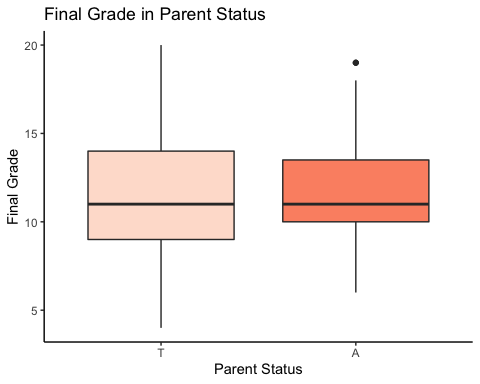 Final Grade in Parent Status
20
15
10
5
Final Grade
T
A
Parent Status